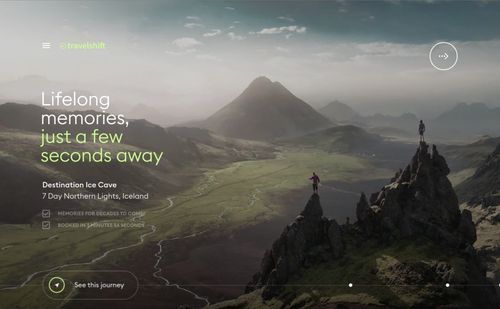 travelshift
Lifelong
memories,
just a few
seconds away
Destination Ice Cave
7 Day Northern Lights, Iceland
MEMORIES FOR DECADES TO COME
BOOKED IN 3 MINUTES 54 SECONDS
See this journey